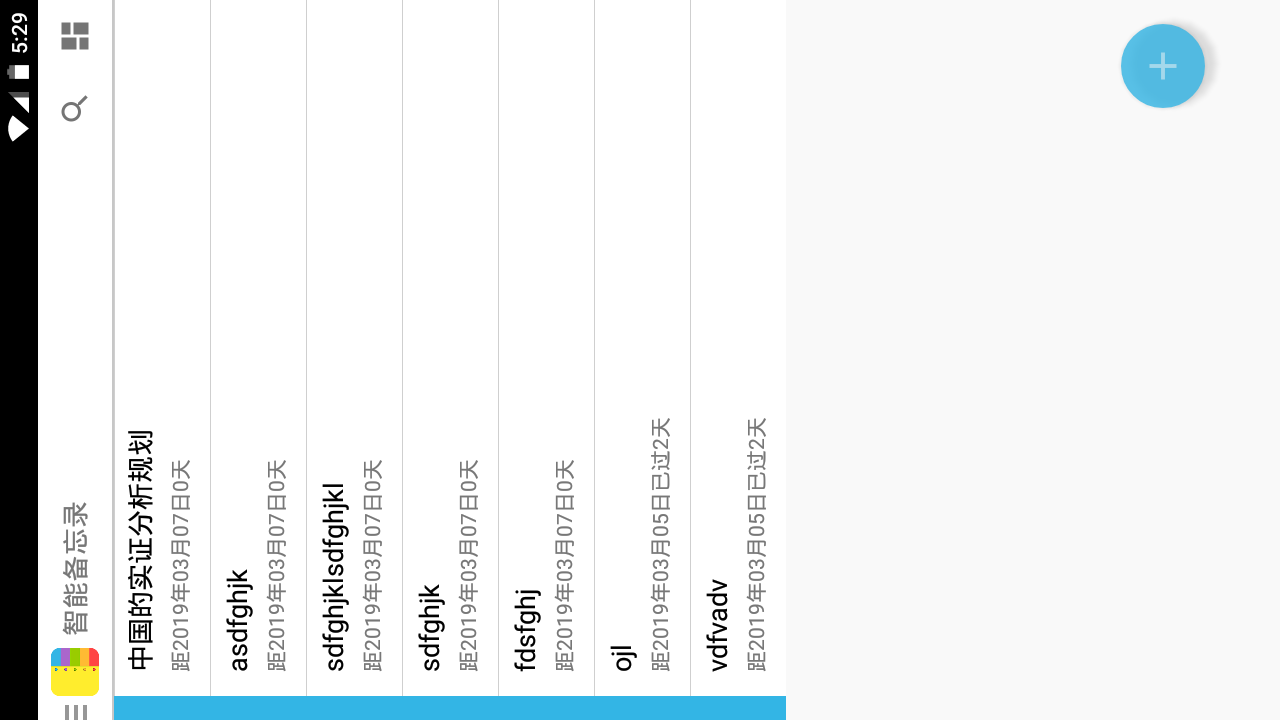 5:29
智能备忘录
中国的实证分析规划
距2019年03月07日0天
asdfghjk
距2019年03月07日0天
sdfghjklsdfghjkl
距2019年03月07日0天
sdfghjk
距2019年03月07日0天
fdsfghj
距2019年03月07日0天
ojl
距2019年03月05日已过2天
vdfvadv
距2019年03月05日已过2天